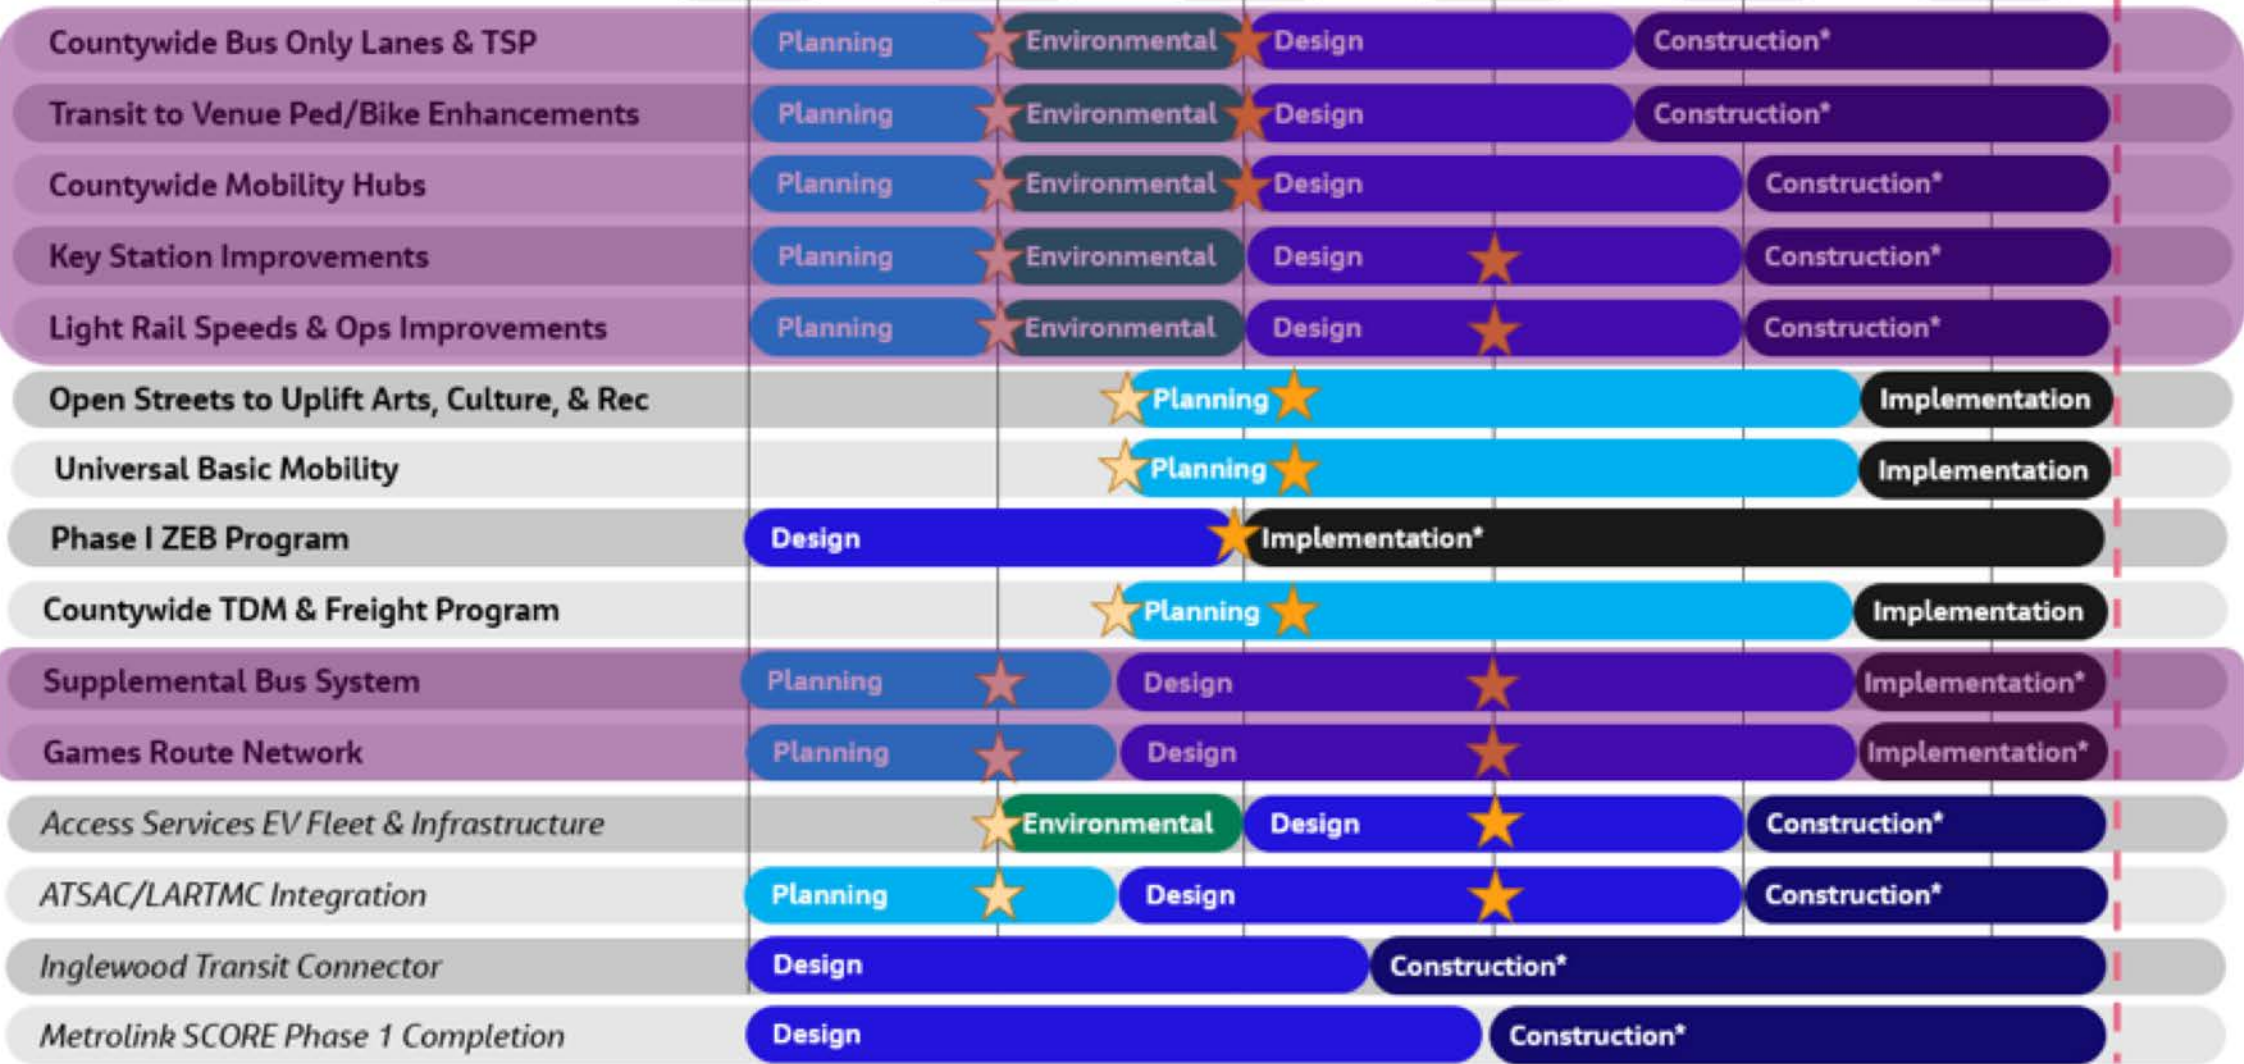 Countywide Bus Only Lanes & TSP Planning Environmental Design Construction*
Transit to Venue Ped/Bike Enhancements Planning Environmental Design Construction*
Countywide Mobility Hubs Planning Environmental Design Construction*
Key Station Improvements Planning Environmental Design Construction*
Light Rail Speeds & Ops Improvements Planning Environmental Design Construction*
Open Streets to Uplift Arts, Culture, & Rec Planning Implementation
Universal Basic Mobility Planning Implementation
Phase I ZEB Program Design Implementation*
Countywide TDM & Freight Program Planning Implementation
Supplemental Bus System Planning Design Implementation*
Games Route Network Planning Design Implementation*
Access Services EV Fleet & Infrastructure Environmental Design Construction*
ATSAC/LARTMC Integration Planning Design Construction*
Inglewood Transit Connector Design Construction*
Metrolink SCORE Phase 1 Completion Design Construction*